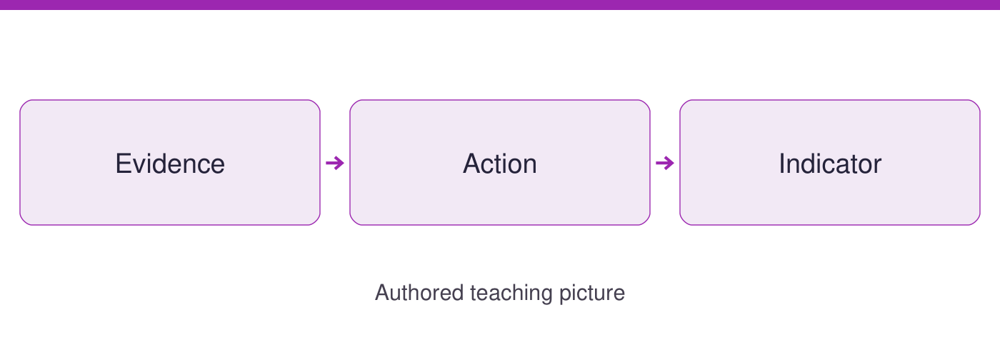 Evidence
Action
Indicator
Authored teaching picture